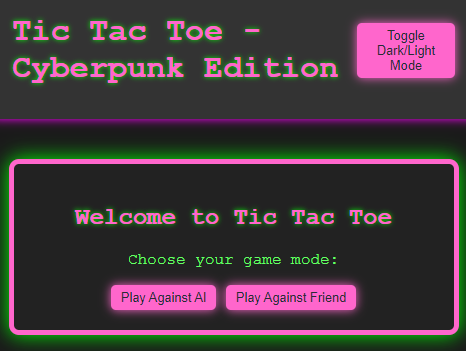 Tic Tac Toe -
Cyberpunk Edition
Toggle
Dark/Light
Mode
Welcome to Tic Tac Toe
Choose your game mode:
Play Against AI
Play Against Friend